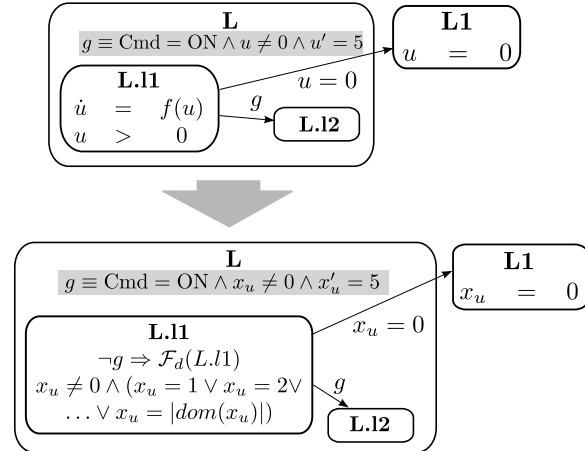 L
g ≡ Cmd = ON ∧ u ≠ 0 ∧ u′ = 5
L1
u = 0
L.l1
u̇ = f(u)
u > 0
u = 0
g
L.l2
L
g ≡ Cmd = ON ∧ x_u ≠ 0 ∧ x′_u = 5
L1
x_u = 0
L.l1
¬g ⇒ ℱ_d(L.l1)
x_u ≠ 0 ∧ (x_u = 1 ∨ x_u = 2∨
… ∨ x_u = |dom(x_u)|)
x_u = 0
g
L.l2